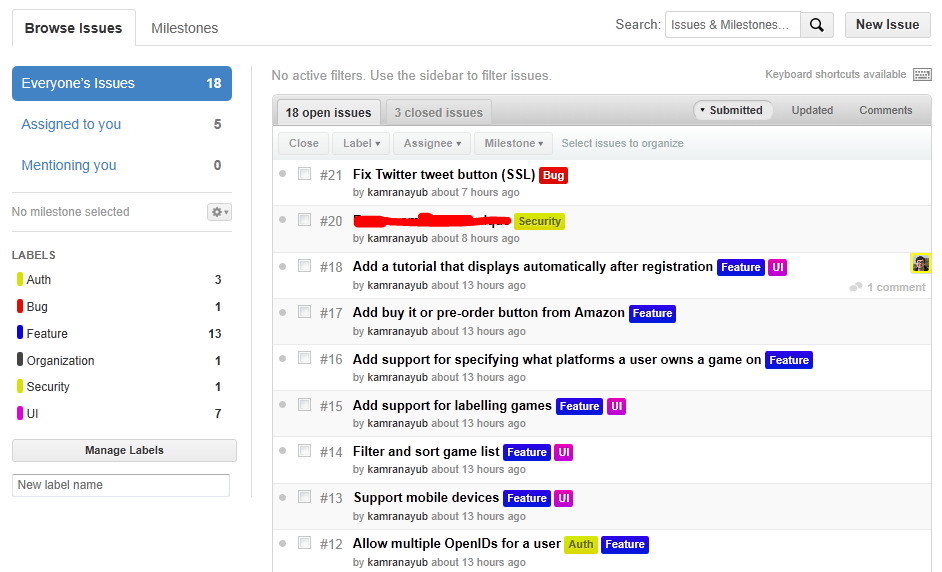 Browse Issues
Milestones
Search:
Issues & Milestones...
New Issue
Everyone's Issues 18
Assigned to you 5
Mentioning you 0
No milestone selected
LABELS
Auth 3
Bug 1
Feature 13
Organization 1
Security 1
UI 7
Manage Labels
New label name
No active filters. Use the sidebar to filter issues.
Keyboard shortcuts available
18 open issues
3 closed issues
Submitted
Updated
Comments
Close
Label
Assignee
Milestone
Select issues to organize
#21 Fix Twitter tweet button (SSL) Bug
by kamranayub about 7 hours ago
#20 Security
by kamranayub about 8 hours ago
#18 Add a tutorial that displays automatically after registration Feature UI
by kamranayub about 13 hours ago
1 comment
#17 Add buy it or pre-order button from Amazon Feature
by kamranayub about 13 hours ago
#16 Add support for specifying what platforms a user owns a game on Feature
by kamranayub about 13 hours ago
#15 Add support for labelling games Feature UI
by kamranayub about 13 hours ago
#14 Filter and sort game list Feature UI
by kamranayub about 13 hours ago
#13 Support mobile devices Feature UI
by kamranayub about 13 hours ago
#12 Allow multiple OpenIDs for a user Auth Feature
by kamranayub about 13 hours ago